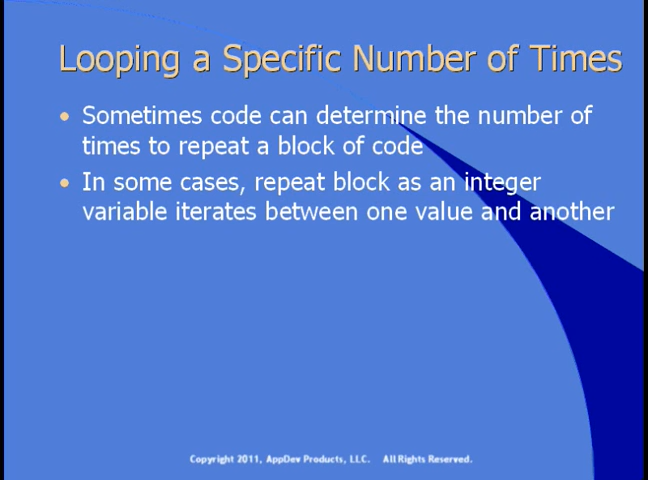 Looping a Specific Number of Times
• Sometimes code can determine the number of
times to repeat a block of code
• In some cases, repeat block as an integer
variable iterates between one value and another
Copyright 2011, AppDev Products, LLC. All Rights Reserved.